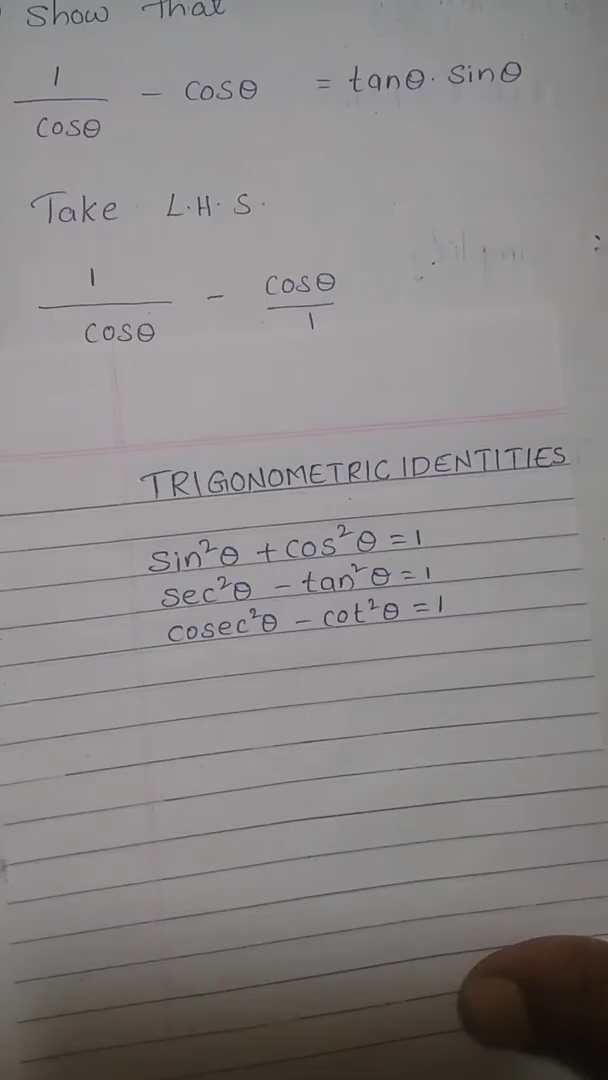 Show that
1/cosθ - cosθ = tanθ. sinθ
Take L.H.S.
1/cosθ - cosθ/1
TRIGONOMETRIC IDENTITIES
sin²θ + cos²θ = 1
sec²θ - tan²θ = 1
cosec²θ - cot²θ = 1